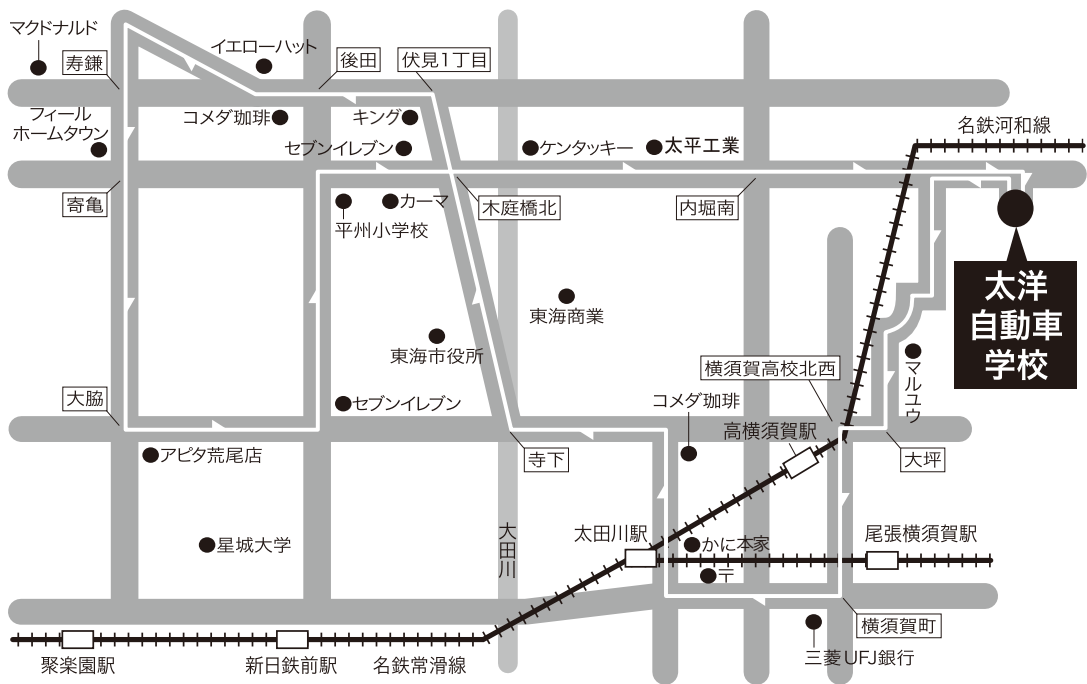 マクドナルド
イエローハット
寿鎌
後田
伏見1丁目
フィール
ホームタウン
コメダ珈琲
キング
名鉄河和線
セブンイレブン
ケンタッキー
太平工業
寄亀
カーマ
木庭橋北
内堀南
平州小学校
太洋
自動車
学校
東海商業
東海市役所
横須賀高校北西
マルユウ
大脇
セブンイレブン
コメダ珈琲
高横須賀駅
アピタ荒尾店
寺下
大坪
星城大学
大田川
太田川駅
かに本家
尾張横須賀駅
〒
横須賀町
聚楽園駅
新日鉄前駅
名鉄常滑線
三菱UFJ銀行